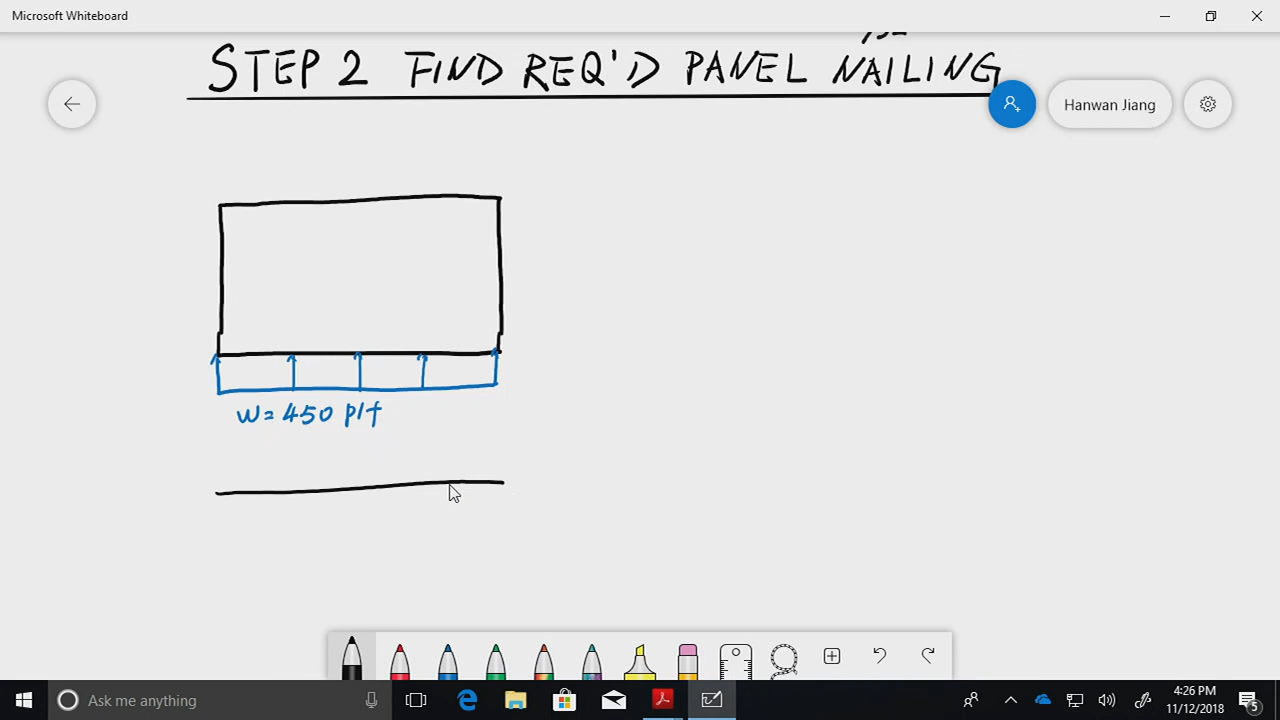 Microsoft Whiteboard
STEP 2 FIND REQ'D PANEL NAILING
Hanwan Jiang
w = 450 plf
Ask me anything
4:26 PM
11/12/2018
5